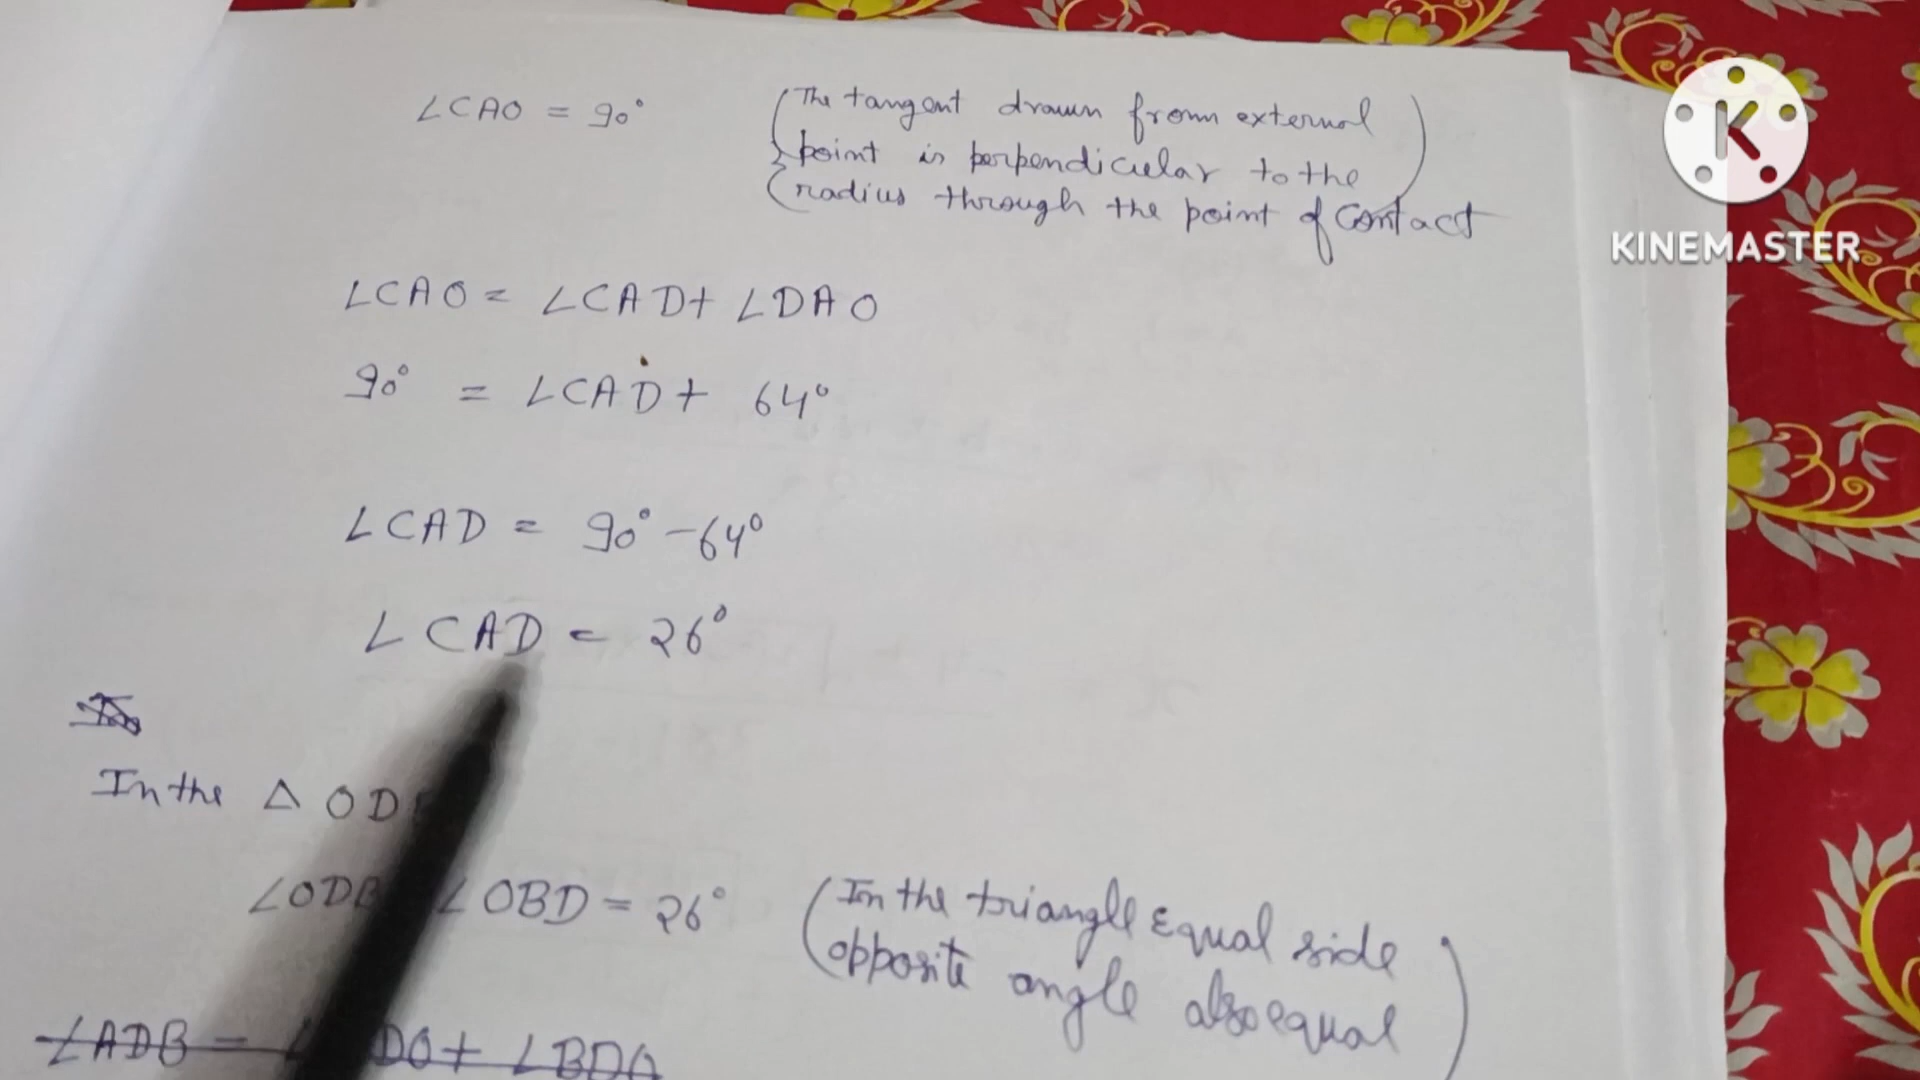 ∠CAO = 90° (The tangent drawn from external
point is perpendicular to the
radius through the point of contact)
KINEMASTER
∠CAO = ∠CAD + ∠DAO
90° = ∠CAD + 64°
∠CAD = 90° - 64°
∠CAD = 26°
In the △ OD
∠ODB ∠OBD = 26° (In the triangle Equal side
opposite angle also equal)
∠ADB = ∠ DO + ∠BDO